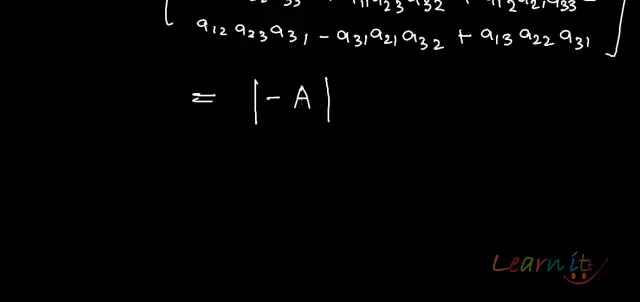 a₁₂ a₂₃ a₃₁ − a₃₁ a₂₁ a₃₂ + a₁₃ a₂₂ a₃₁
= |− A|
Learnit